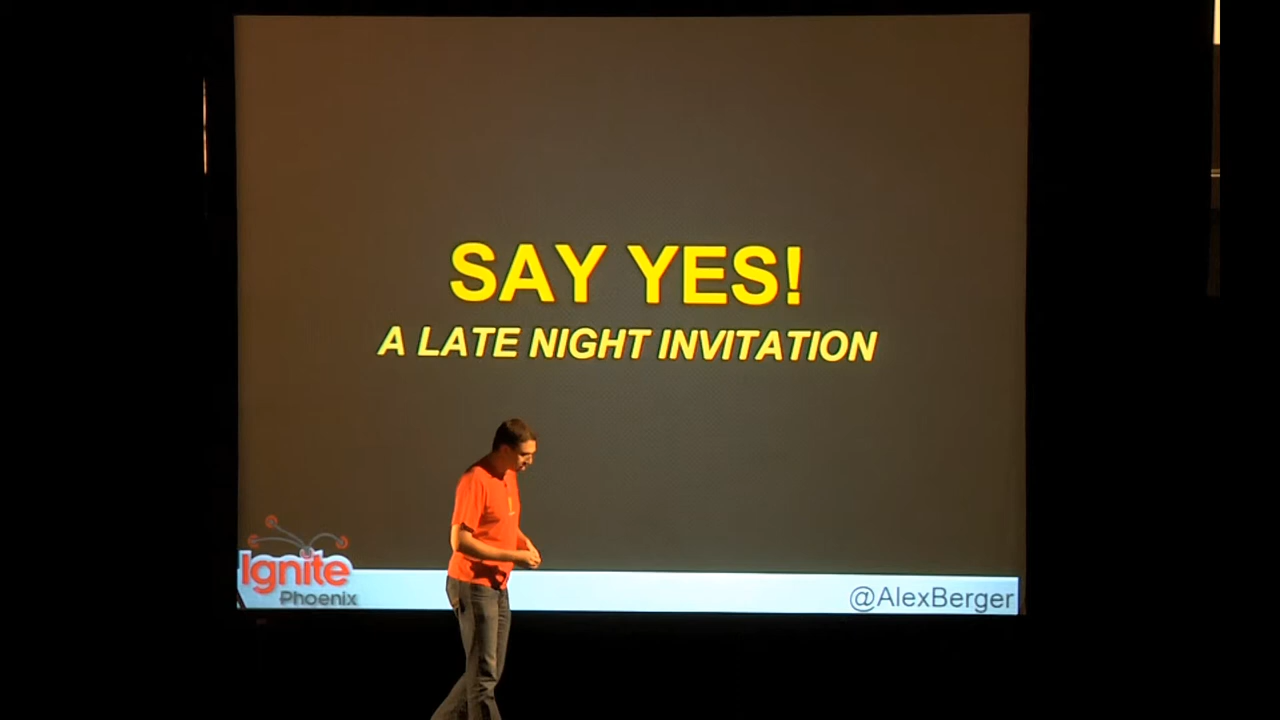 SAY YES!
A LATE NIGHT INVITATION
Ignite
Phoenix
@AlexBerger